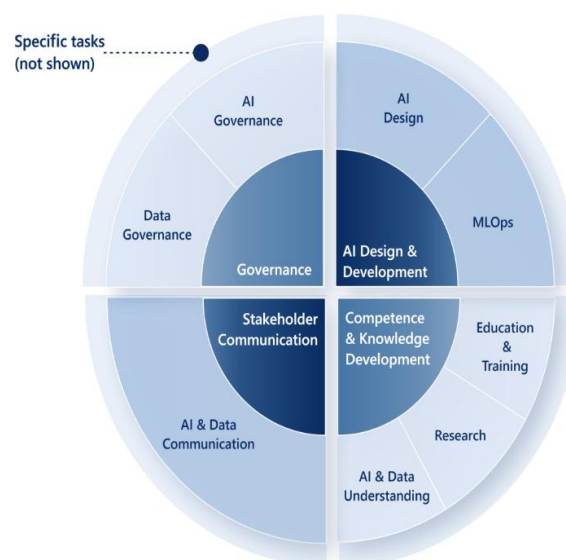 Specific tasks
(not shown)
AI
Governance
Data
Governance
Governance
AI
Design
MLOps
AI Design &
Development
Stakeholder
Communication
AI & Data
Communication
Competence
& Knowledge
Development
Education
&
Training
Research
AI & Data
Understanding